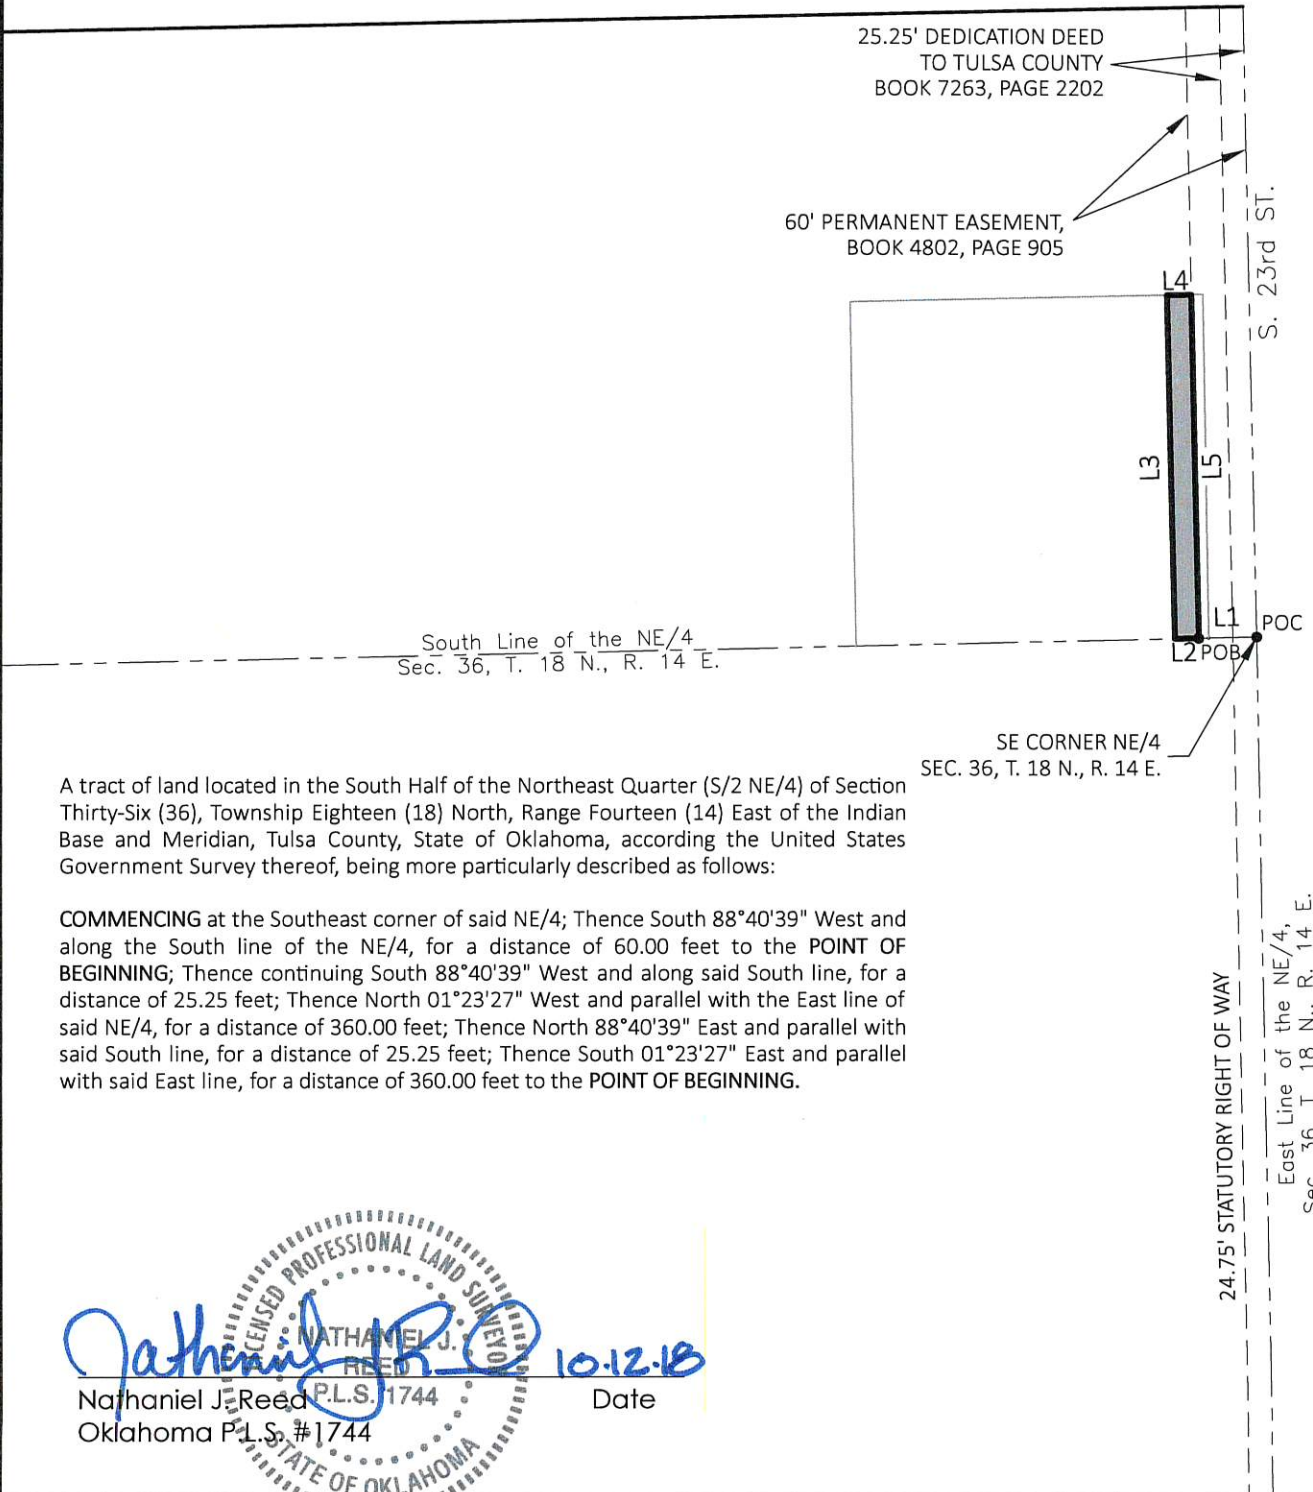 25.25' DEDICATION DEED
TO TULSA COUNTY
BOOK 7263, PAGE 2202
60' PERMANENT EASEMENT,
BOOK 4802, PAGE 905
S. 23rd ST.
L4
L3
L5
L1
POC
L2
POB
South Line of the NE/4
Sec. 36, T. 18 N., R. 14 E.
SE CORNER NE/4
SEC. 36, T. 18 N., R. 14 E.
A tract of land located in the South Half of the Northeast Quarter (S/2 NE/4) of Section
Thirty-Six (36), Township Eighteen (18) North, Range Fourteen (14) East of the Indian
Base and Meridian, Tulsa County, State of Oklahoma, according the United States
Government Survey thereof, being more particularly described as follows:
COMMENCING at the Southeast corner of said NE/4; Thence South 88°40'39" West and
along the South line of the NE/4, for a distance of 60.00 feet to the POINT OF
BEGINNING; Thence continuing South 88°40'39" West and along said South line, for a
distance of 25.25 feet; Thence North 01°23'27" West and parallel with the East line of
said NE/4, for a distance of 360.00 feet; Thence North 88°40'39" East and parallel with
said South line, for a distance of 25.25 feet; Thence South 01°23'27" East and parallel
with said East line, for a distance of 360.00 feet to the POINT OF BEGINNING.
24.75' STATUTORY RIGHT OF WAY
East Line of the NE/4,
Sec. 36, T. 18 N., R. 14 E.
LICENSED PROFESSIONAL LAND SURVEYOR
NATHANIEL J.
REED
P.L.S. 1744
STATE OF OKLAHOMA
10.12.18
Nathaniel J. Reed
Date
Oklahoma P.L.S. #1744